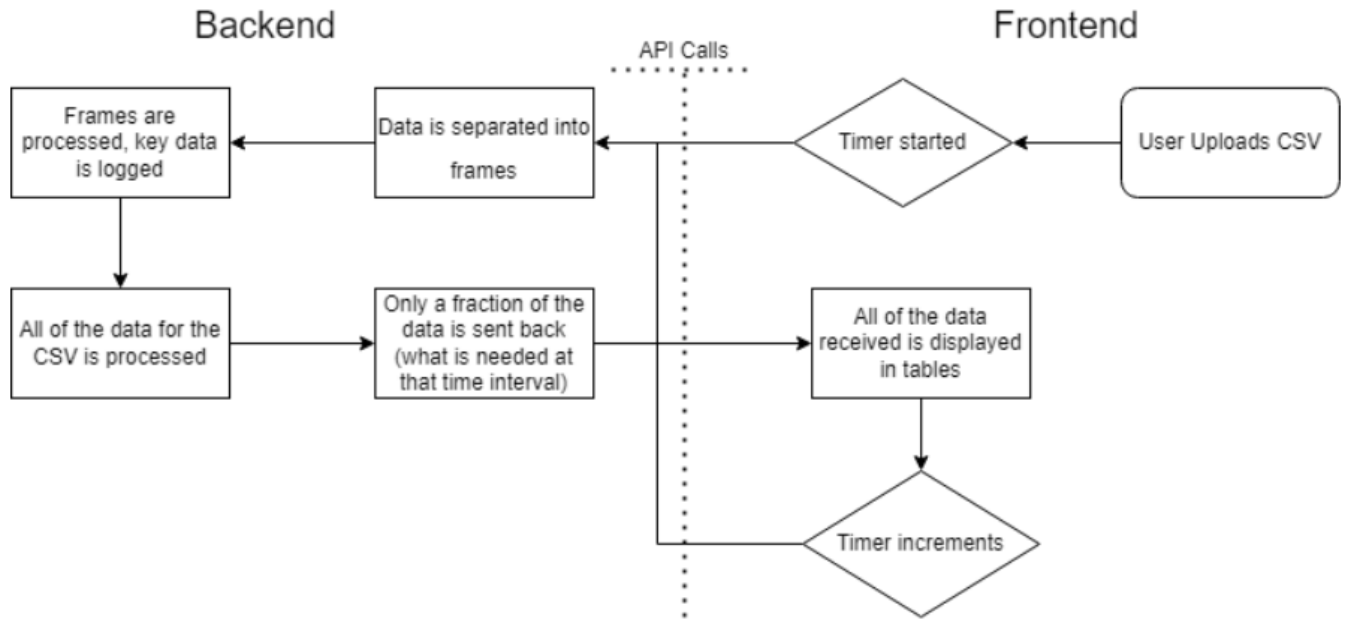 Backend
Frontend
API Calls
Frames are
processed, key data
is logged
Data is separated into
frames
Timer started
User Uploads CSV
All of the data for the
CSV is processed
Only a fraction of the
data is sent back
(what is needed at
that time interval)
All of the data
received is displayed
in tables
Timer increments